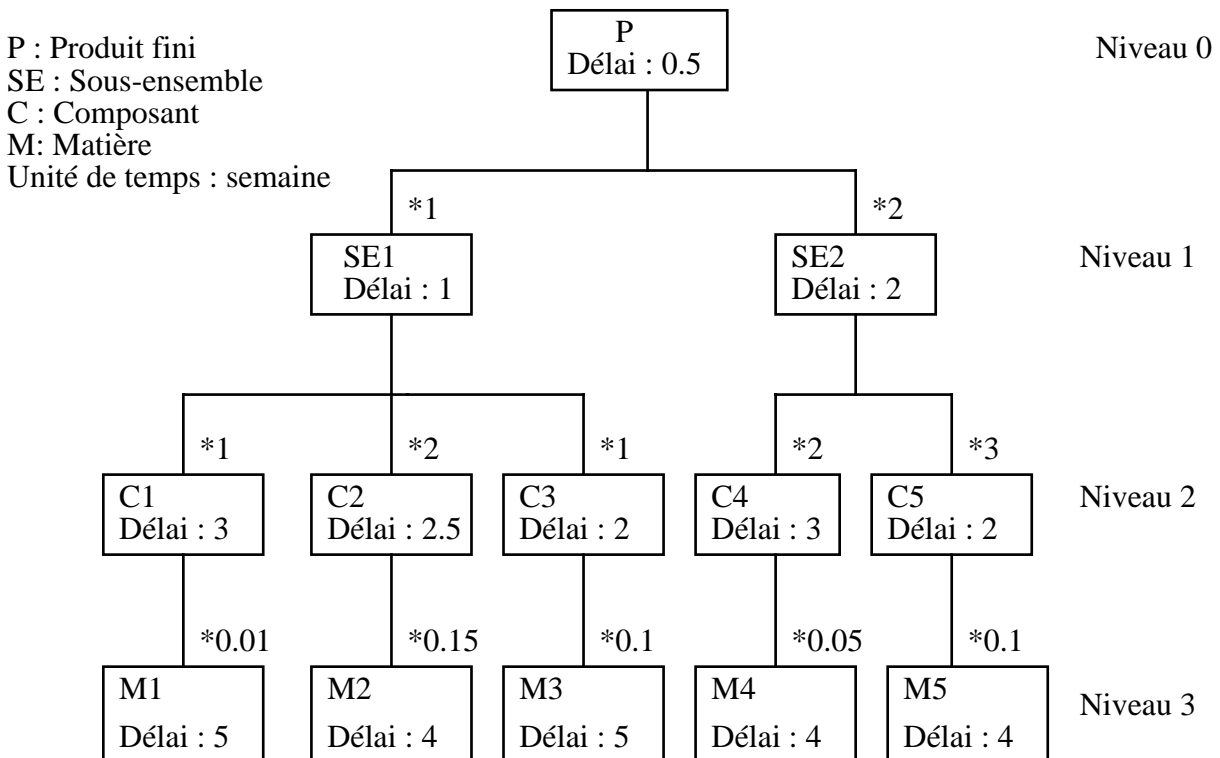 P : Produit fini
SE : Sous-ensemble
C : Composant
M: Matière
Unité de temps : semaine
P
Délai : 0.5
Niveau 0
*1
*2
SE1
Délai : 1
SE2
Délai : 2
Niveau 1
*1
*2
*1
*2
*3
C1
Délai : 3
C2
Délai : 2.5
C3
Délai : 2
C4
Délai : 3
C5
Délai : 2
Niveau 2
*0.01
*0.15
*0.1
*0.05
*0.1
M1
Délai : 5
M2
Délai : 4
M3
Délai : 5
M4
Délai : 4
M5
Délai : 4
Niveau 3